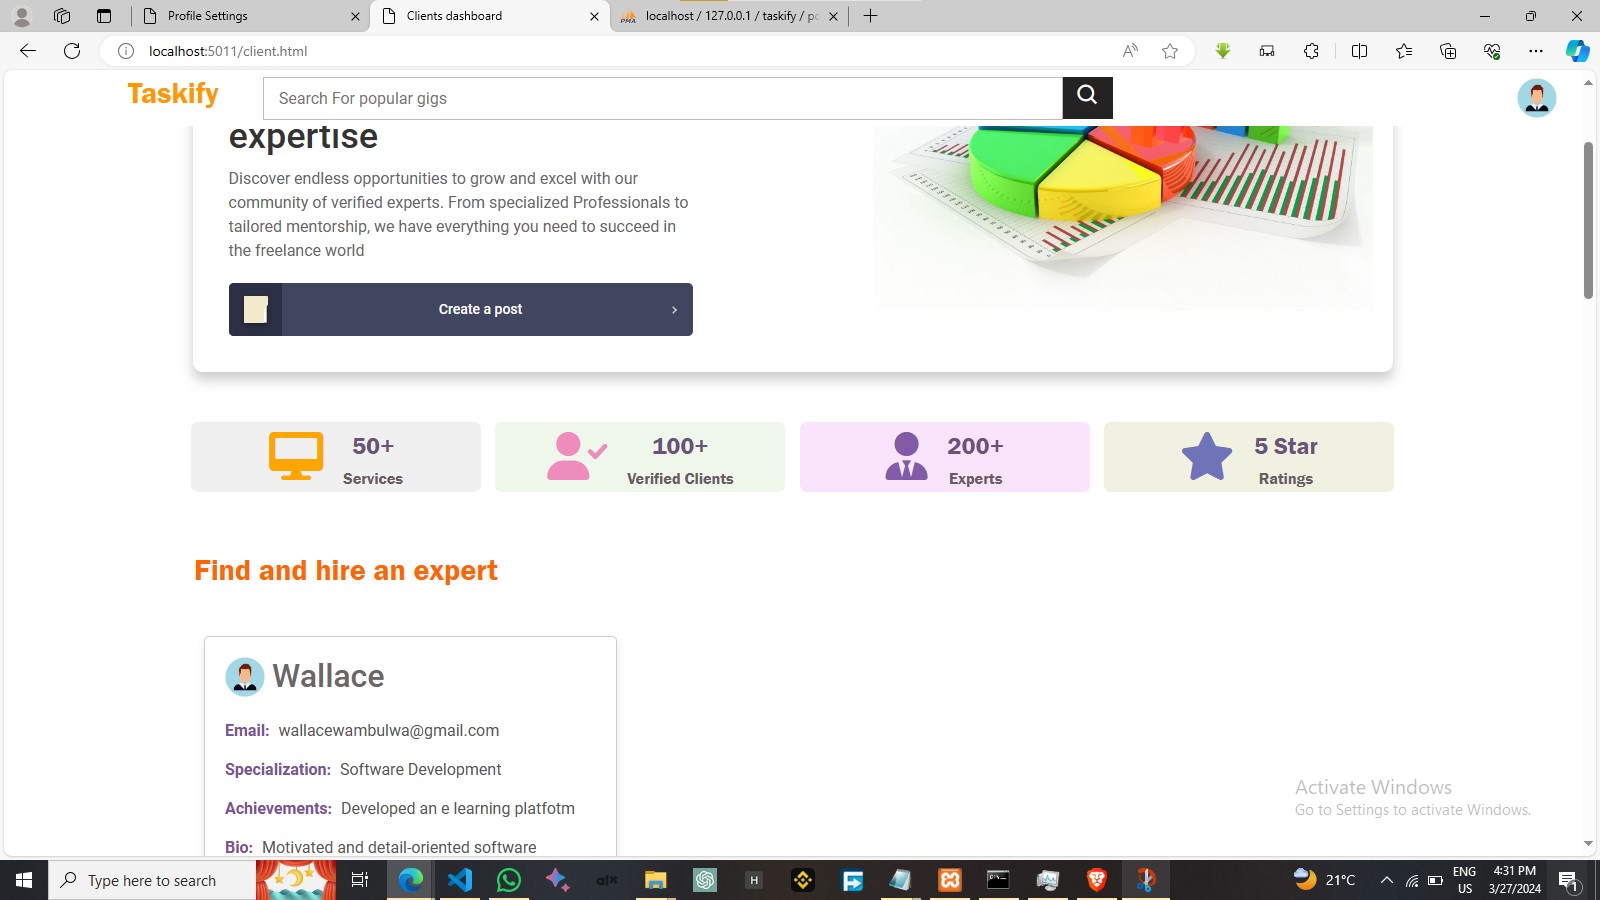 Profile Settings
Clients dashboard
localhost / 127.0.0.1 / taskify / po
localhost:5011/client.html
Taskify
Search For popular gigs
expertise
Discover endless opportunities to grow and excel with our
community of verified experts. From specialized Professionals to
tailored mentorship, we have everything you need to succeed in
the freelance world
Create a post
50+
Services
100+
Verified Clients
200+
Experts
5 Star
Ratings
Find and hire an expert
Wallace
Email: wallacewambulwa@gmail.com
Specialization: Software Development
Achievements: Developed an e learning platfotm
Bio: Motivated and detail-oriented software
Activate Windows
Go to Settings to activate Windows.
Type here to search
alx
H
21°C
ENG
US
4:31 PM
3/27/2024
1